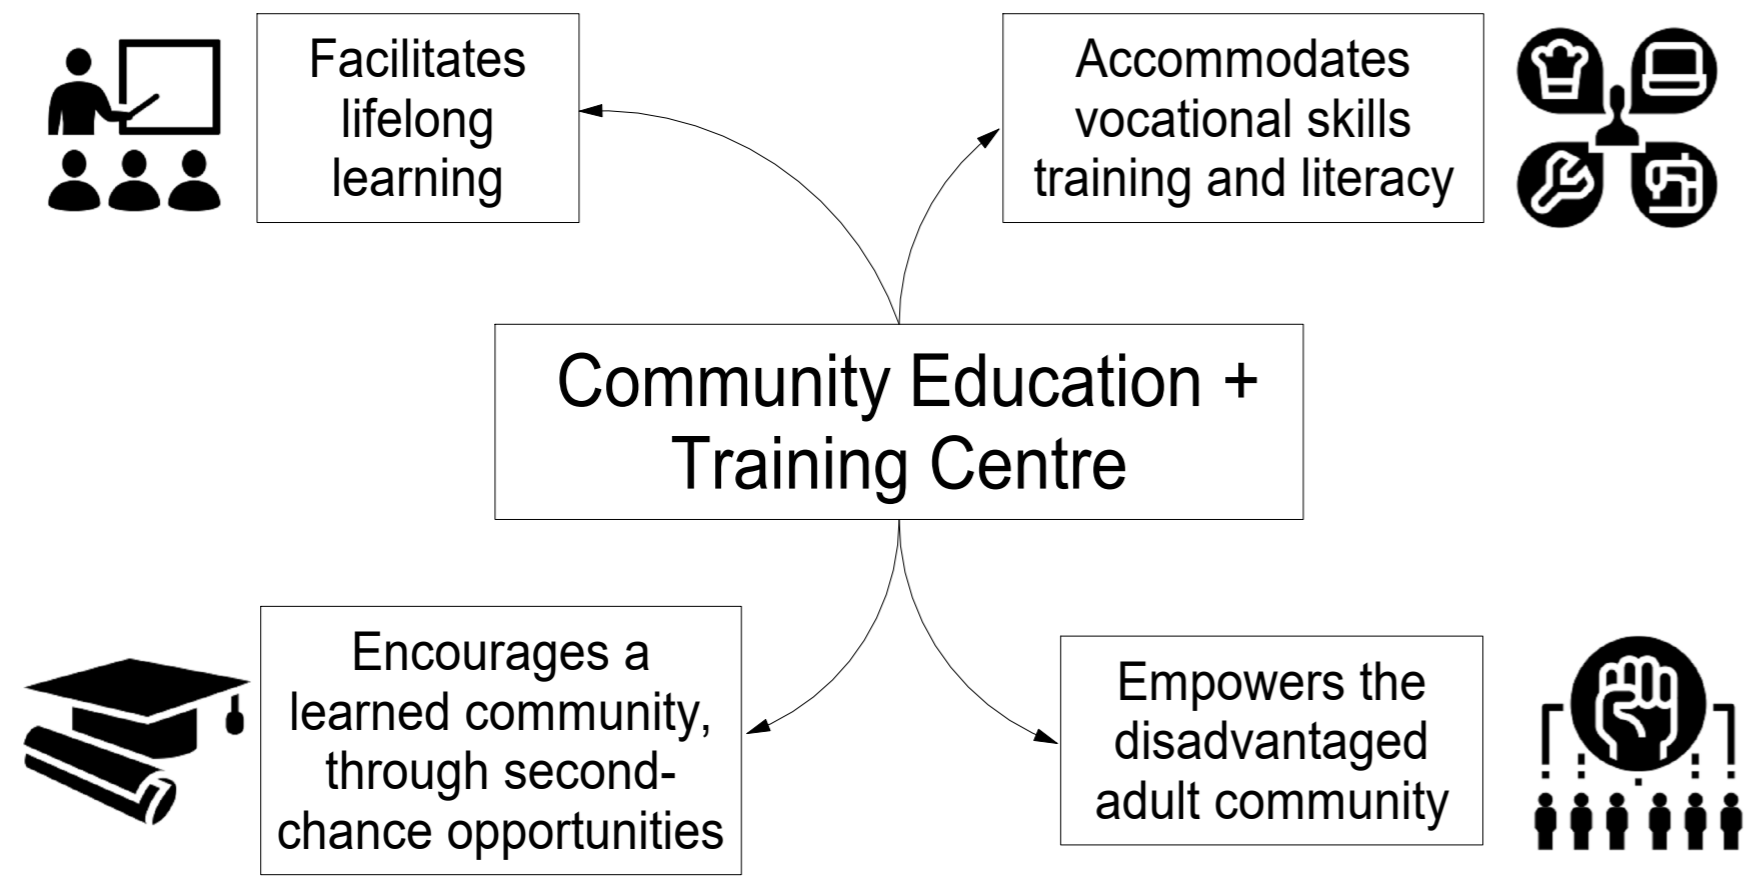 Facilitates
lifelong
learning
Accommodates
vocational skills
training and literacy
Community Education +
Training Centre
Encourages a
learned community,
through second-
chance opportunities
Empowers the
disadvantaged
adult community